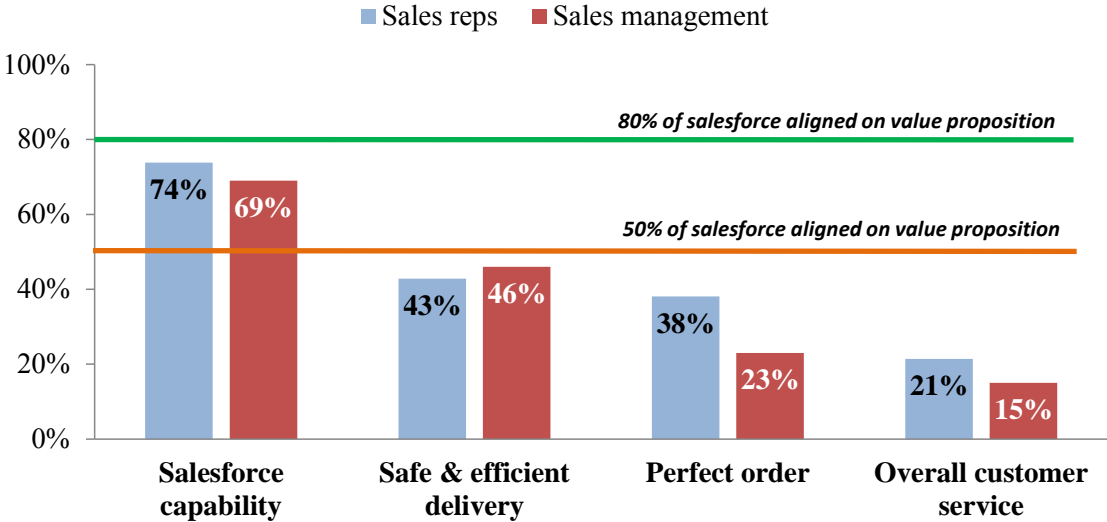 Sales reps Sales management
100%
80% of salesforce aligned on value proposition
80%
74%
69%
60%
50% of salesforce aligned on value proposition
40%
43%
46%
38%
23%
20%
21%
15%
0%
Salesforce capability
Safe & efficient delivery
Perfect order
Overall customer service